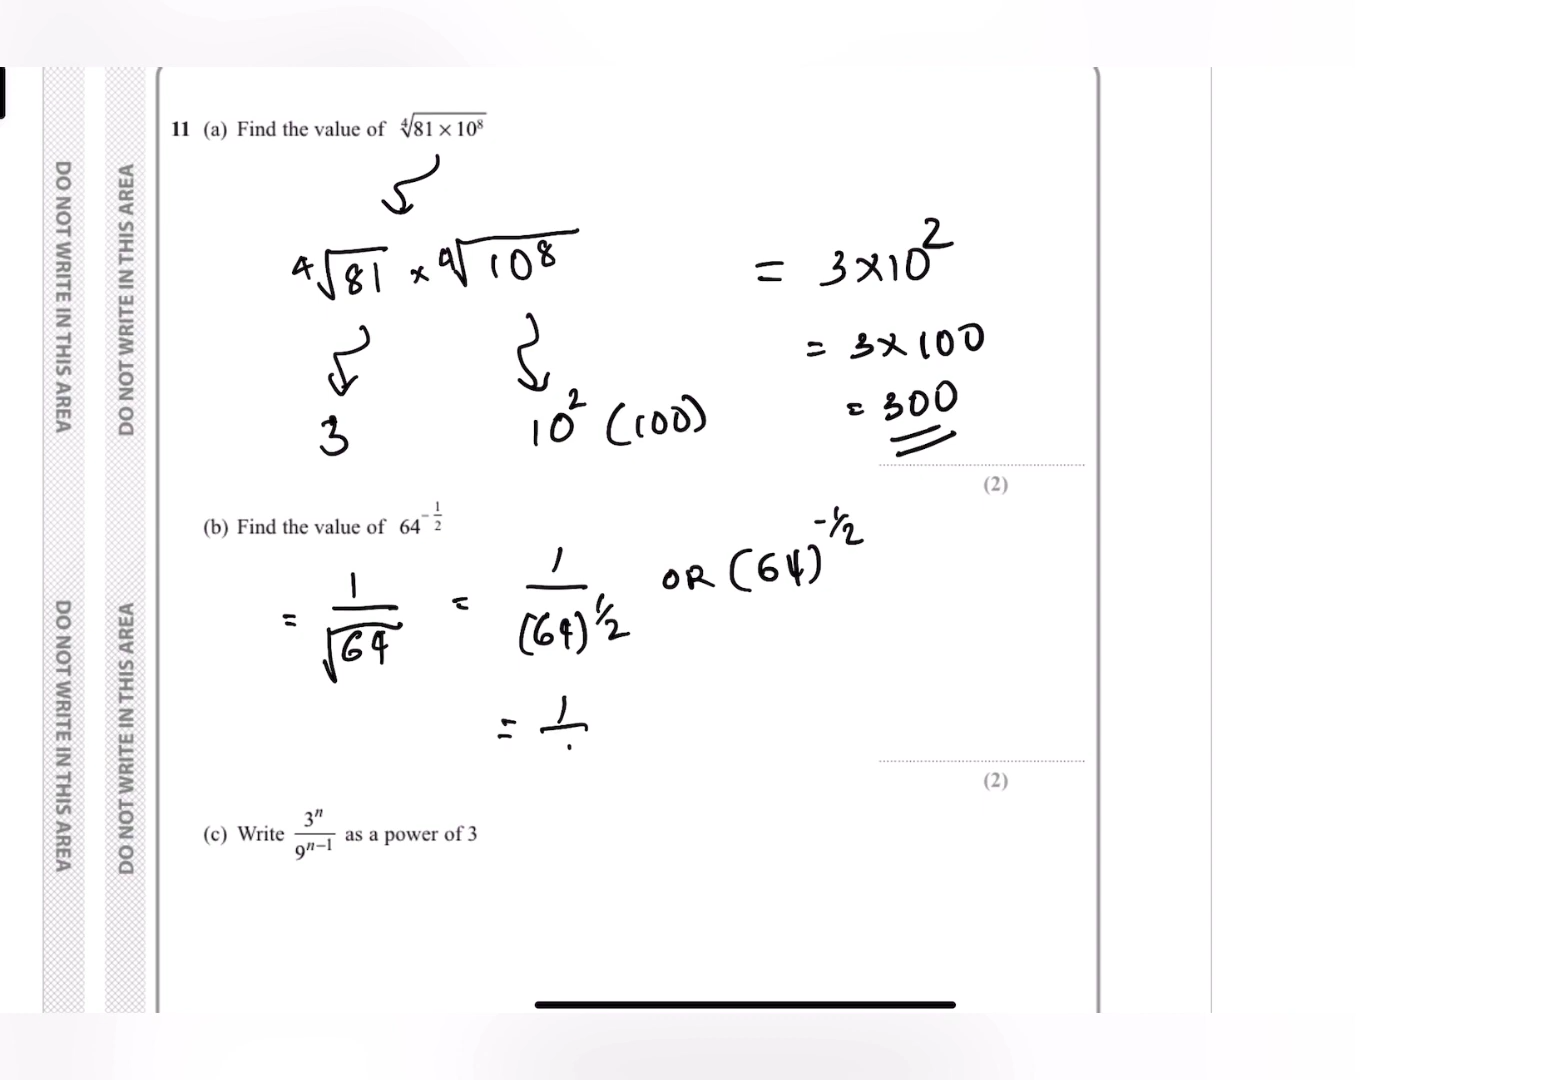 11 (a) Find the value of ∜81 × 10⁸
⁴√81 × ⁴√10⁸ = 3×10²
= 3×100
3 10² (100) = 300
(2)
(b) Find the value of 64^(-1/2)
= 1/√64 = 1/(64)^(1/2) OR (64)^(-1/2)
= 1/
(2)
(c) Write 3ⁿ/9ⁿ⁻¹ as a power of 3
DO NOT WRITE IN THIS AREA
DO NOT WRITE IN THIS AREA
DO NOT WRITE IN THIS AREA
DO NOT WRITE IN THIS AREA